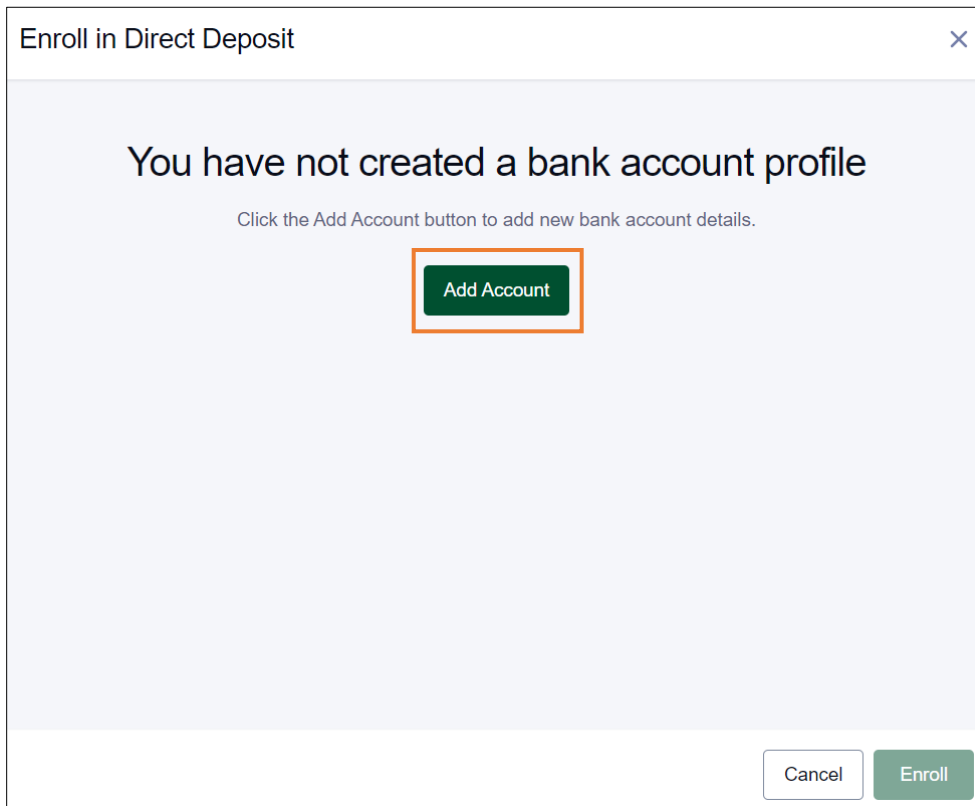 Enroll in Direct Deposit
You have not created a bank account profile
Click the Add Account button to add new bank account details.
Add Account
Cancel
Enroll